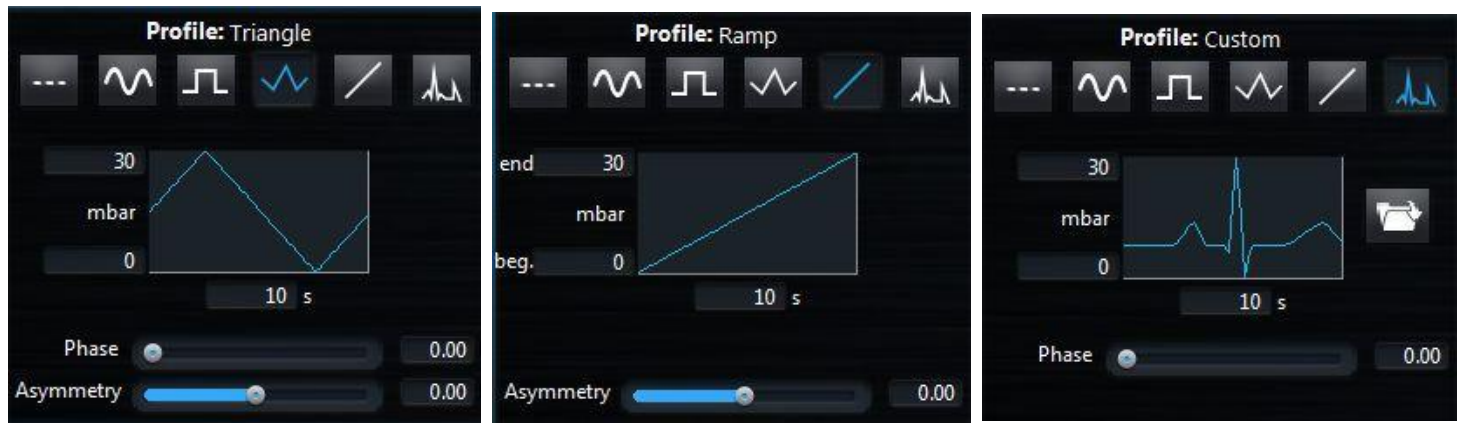 Profile: Triangle
30
mbar
0
10 s
Phase 0.00
Asymmetry 0.00
Profile: Ramp
end 30
mbar
beg. 0
10 s
Asymmetry 0.00
Profile: Custom
30
mbar
0
10 s
Phase 0.00